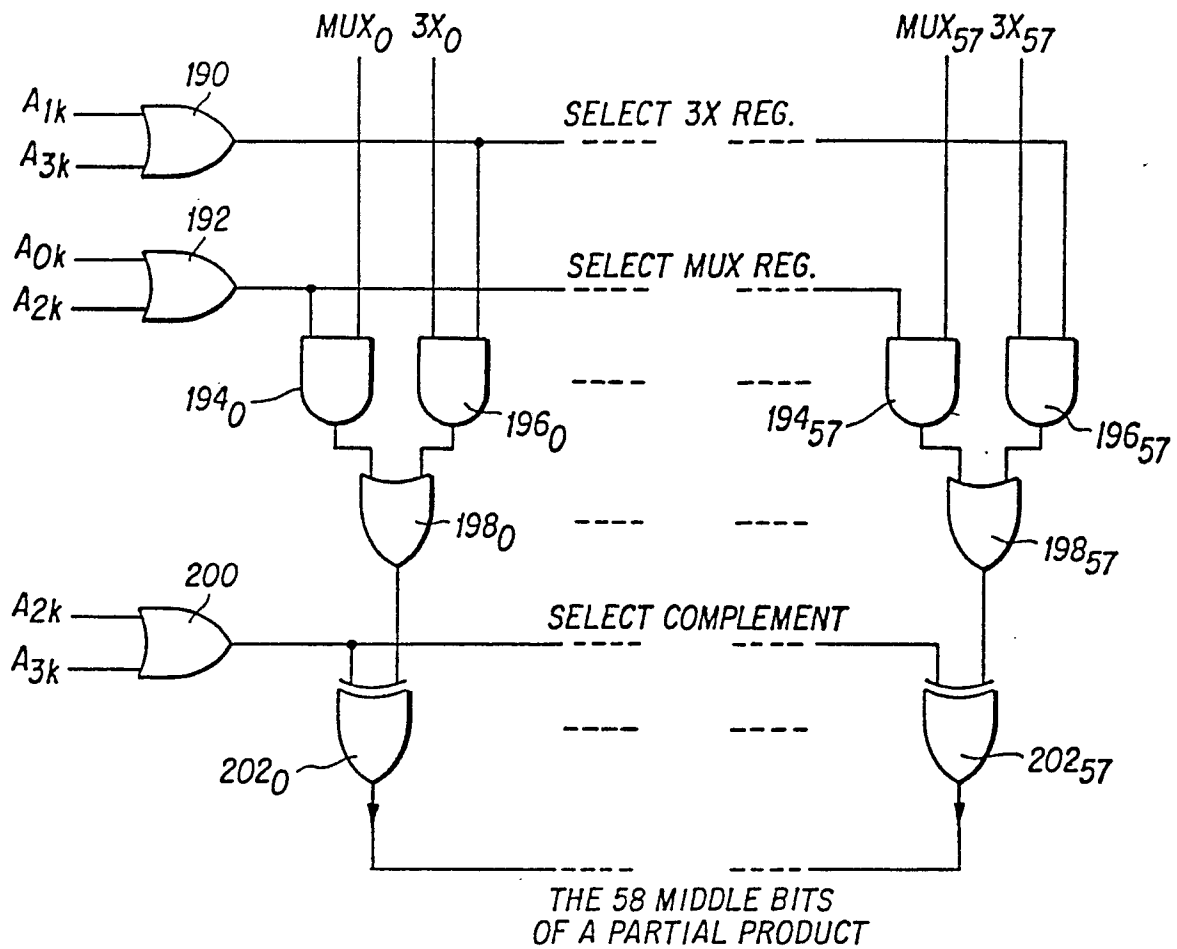 MUX0 3X0 MUX57 3X57
190
A1k
A3k
SELECT 3X REG.
192
A0k
A2k
SELECT MUX REG.
1940
1960
19457
19657
1980
19857
200
A2k
A3k
SELECT COMPLEMENT
2020
20257
THE 58 MIDDLE BITS
OF A PARTIAL PRODUCT